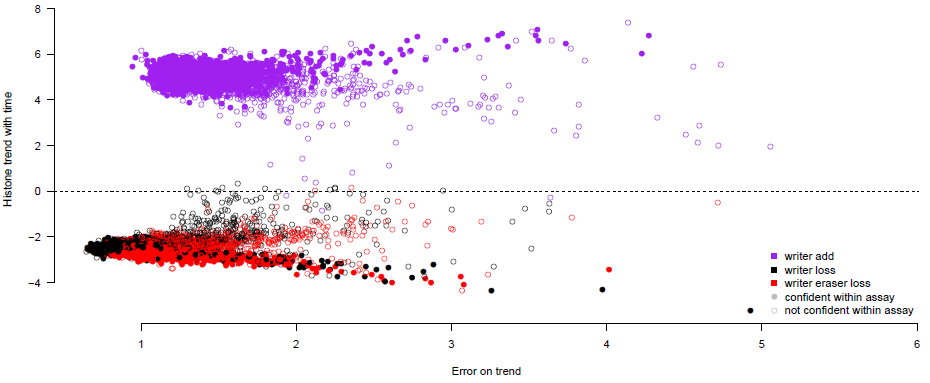 8
6
4
2
0
−2
−4
Histone trend with time
writer add
writer loss
writer eraser loss
confident within assay
not confident within assay
1 2 3 4 5 6
Error on trend